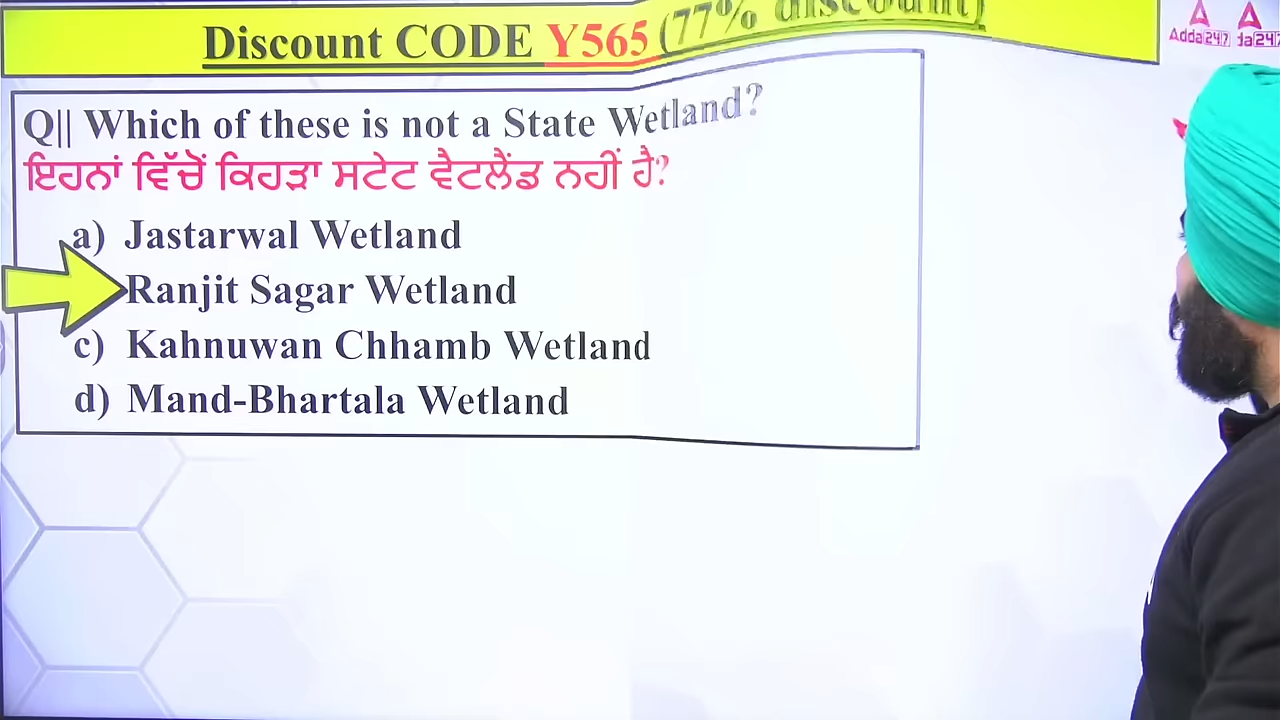 Discount CODE Y565 (77% discount)
Adda247
Q|| Which of these is not a State Wetland?
ਇਹਨਾਂ ਵਿੱਚੋਂ ਕਿਹੜਾ ਸਟੇਟ ਵੈਟਲੈਂਡ ਨਹੀਂ ਹੈ?
a) Jastarwal Wetland
Ranjit Sagar Wetland
c) Kahnuwan Chhamb Wetland
d) Mand-Bhartala Wetland